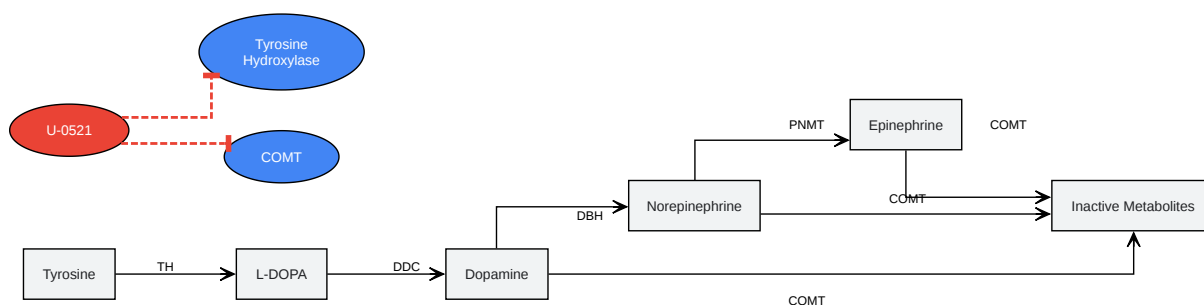 Tyrosine
Hydroxylase
U-0521
COMT
PNMT
Epinephrine
COMT
Norepinephrine
COMT
Inactive Metabolites
DBH
Tyrosine
TH
L-DOPA
DDC
Dopamine
COMT